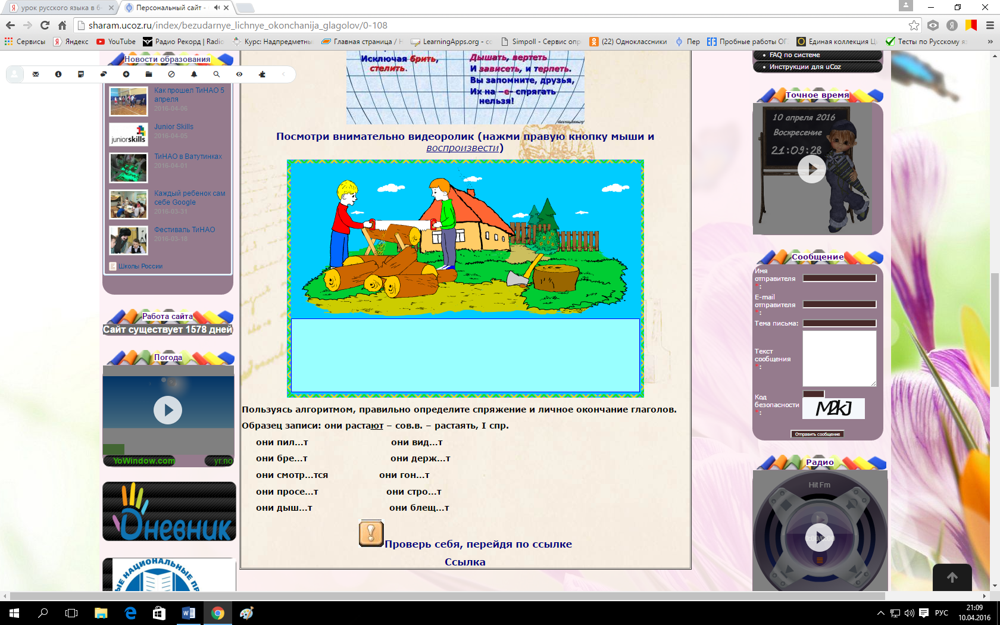 урок русского языка в 6-
Персональный сайт -
sharam.ucoz.ru/index/bezudarnye_lichnye_okonchanija_glagolov/0-108
Сервисы
Яндекс
YouTube
Радио Рекорд | Radio
Курс: Надпредметны
Главная страница / Н
LearningApps.org - со
Simpoll - Сервис опр
(22) Одноклассники
Пер
Пробные работы ОГ
Единая коллекция Ц
Тесты по Русскому яз
»
Новости образования
Как прошел ТиНАО 5
апреля
2016-04-06
junior skills
Junior Skills
2016-04-05
ТиНАО в Ватутинках
2016-04-01
Каждый ребенок сам
себе Google
2016-03-31
Фестиваль ТиНАО
2016-03-18
Школы России
Работа сайта
Сайт существует 1578 дней
Погода
YoWindow.com
yr.no
Дневник
НАЦИОНАЛЬНЫЕ
Исключая брить,
стелить.
Дышать, вертеть
И зависеть, и терпеть.
Вы запомните, друзья,
Их на –е– спрягать
нельзя!
Посмотри внимательно видеоролик (нажми правую кнопку мыши и
воспроизвести)
Пользуясь алгоритмом, правильно определите спряжение и личное окончание глаголов.
Образец записи: они растают – сов.в. – растаять, I спр.
они пил...т они вид...т
они бре...т они держ...т
они смотр...тся они гон...т
они просе...т они стро...т
они дыш...т они блещ...т
Проверь себя, перейдя по ссылке
Ссылка
FAQ по системе
Инструкции для uCoz
Точное время
10 апреля 2016
Воскресение
21:09:28
Сообщение
Имя
отправителя
*:
E-mail
отправителя
*:
Тема письма:
Текст
сообщения
*:
Код
безопасности
*:
Отправить сообщение
Радио
Hit Fm
0:00/0:00
РУС
21:09
10.04.2016